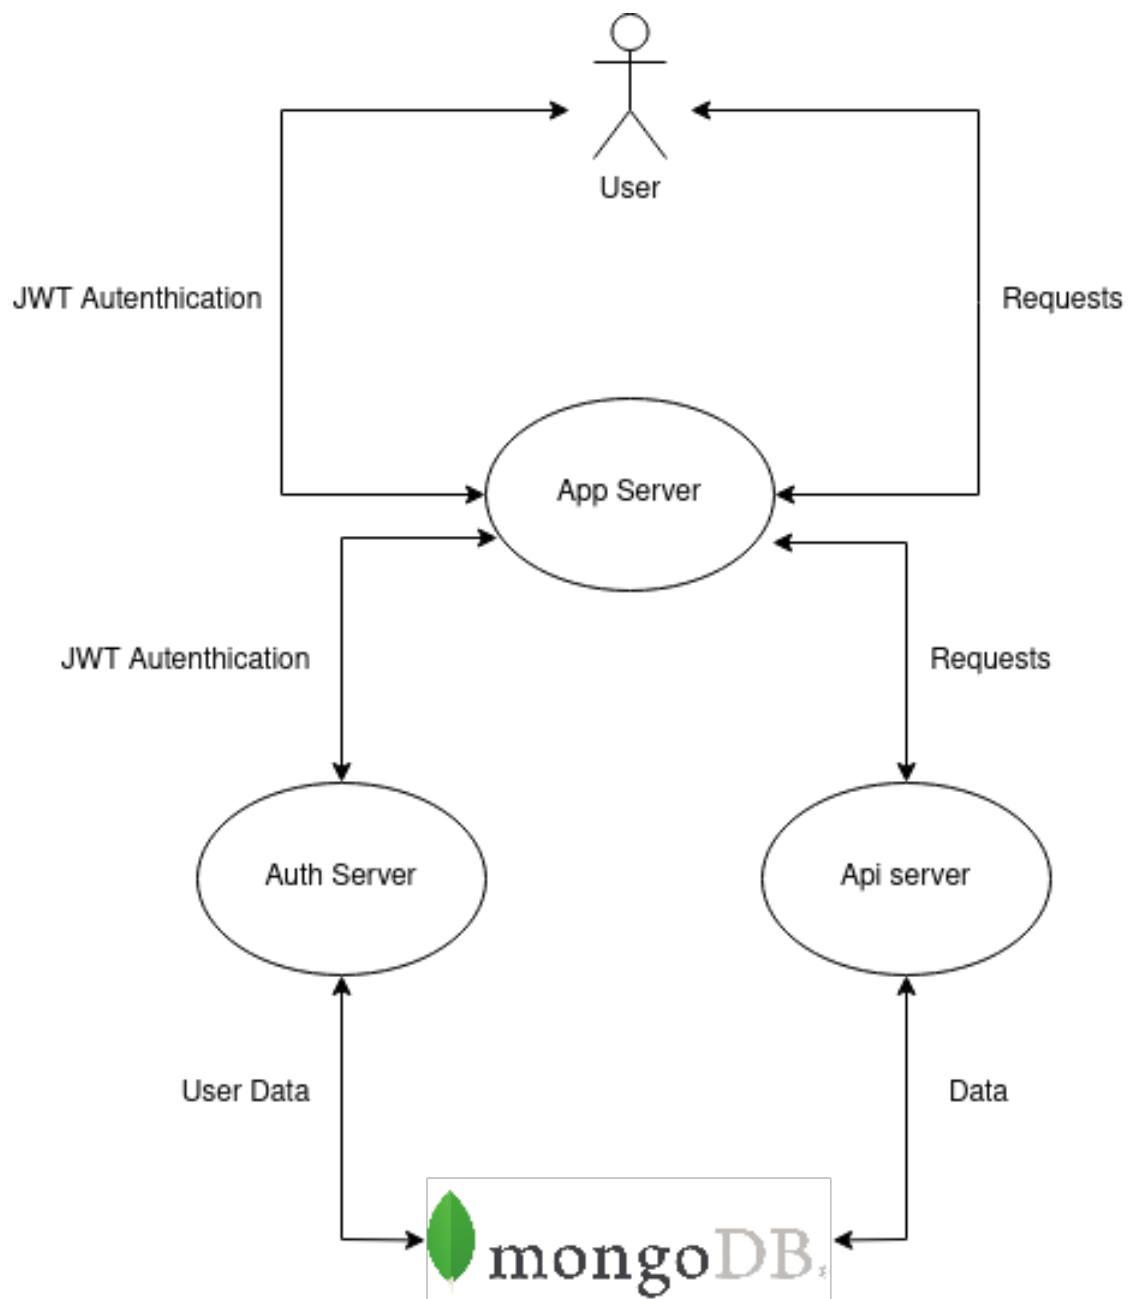 User
JWT Autenthication
Requests
App Server
JWT Autenthication
Requests
Auth Server
Api server
User Data
Data
mongoDB